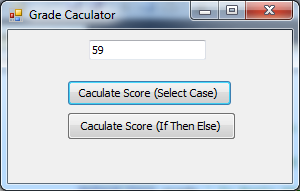 Grade Caculator
59
Caculate Score (Select Case)
Caculate Score (If Then Else)